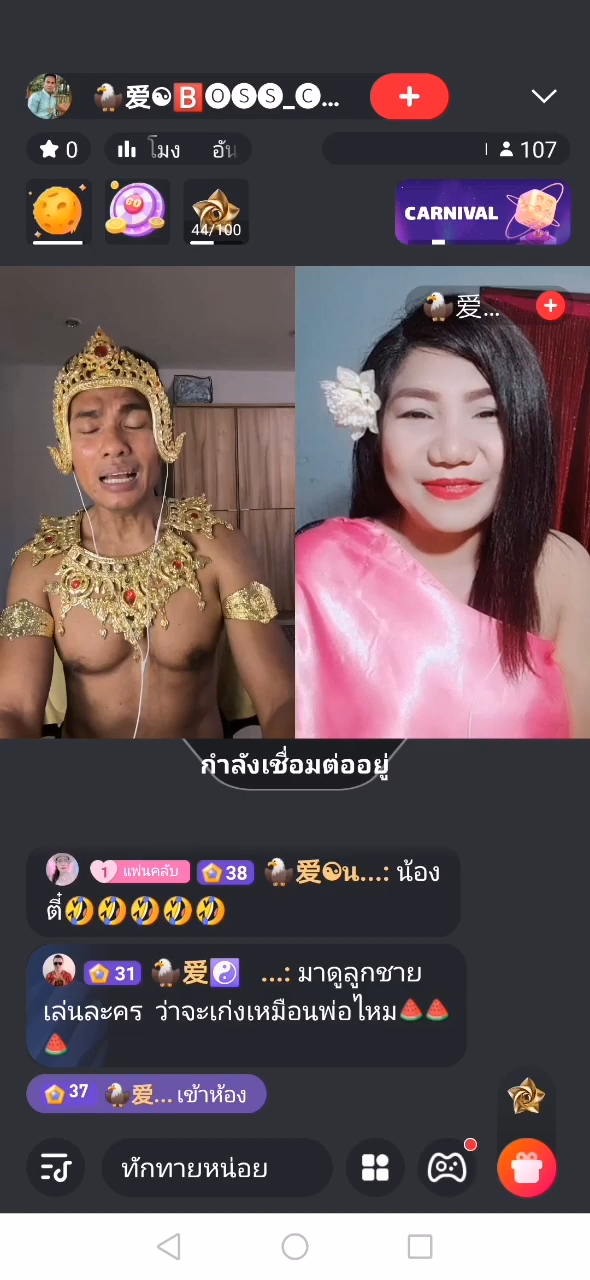 🦅爱☯🅱🅞🅢🅢_🅒...
0
โมง อัน
107
GO
44/100
CARNIVAL
🦅爱...
กำลังเชื่อมต่ออยู่
1 แฟนคลับ 38 🦅爱☯น...: น้อง
ตี๋🤣🤣🤣🤣🤣
31 🦅爱☯ ...: มาดูลูกชาย
เล่นละคร ว่าจะเก่งเหมือนพ่อไหม🍉🍉
🍉
37 🦅爱... เข้าห้อง
ทักทายหน่อย